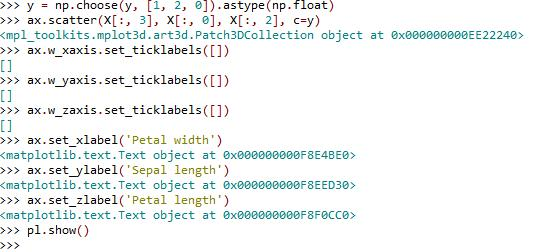 >>> y = np.choose(y, [1, 2, 0]).astype(np.float)
>>> ax.scatter(X[:, 3], X[:, 0], X[:, 2], c=y)
<mpl_toolkits.mplot3d.art3d.Patch3DCollection object at 0x000000000EE22240>
>>> ax.w_xaxis.set_ticklabels([])
[]
>>> ax.w_yaxis.set_ticklabels([])
[]
>>> ax.w_zaxis.set_ticklabels([])
[]
>>> ax.set_xlabel('Petal width')
<matplotlib.text.Text object at 0x000000000F8E4BE0>
>>> ax.set_ylabel('Sepal length')
<matplotlib.text.Text object at 0x000000000F8EED30>
>>> ax.set_zlabel('Petal length')
<matplotlib.text.Text object at 0x000000000F8F0CC0>
>>> pl.show()
>>>